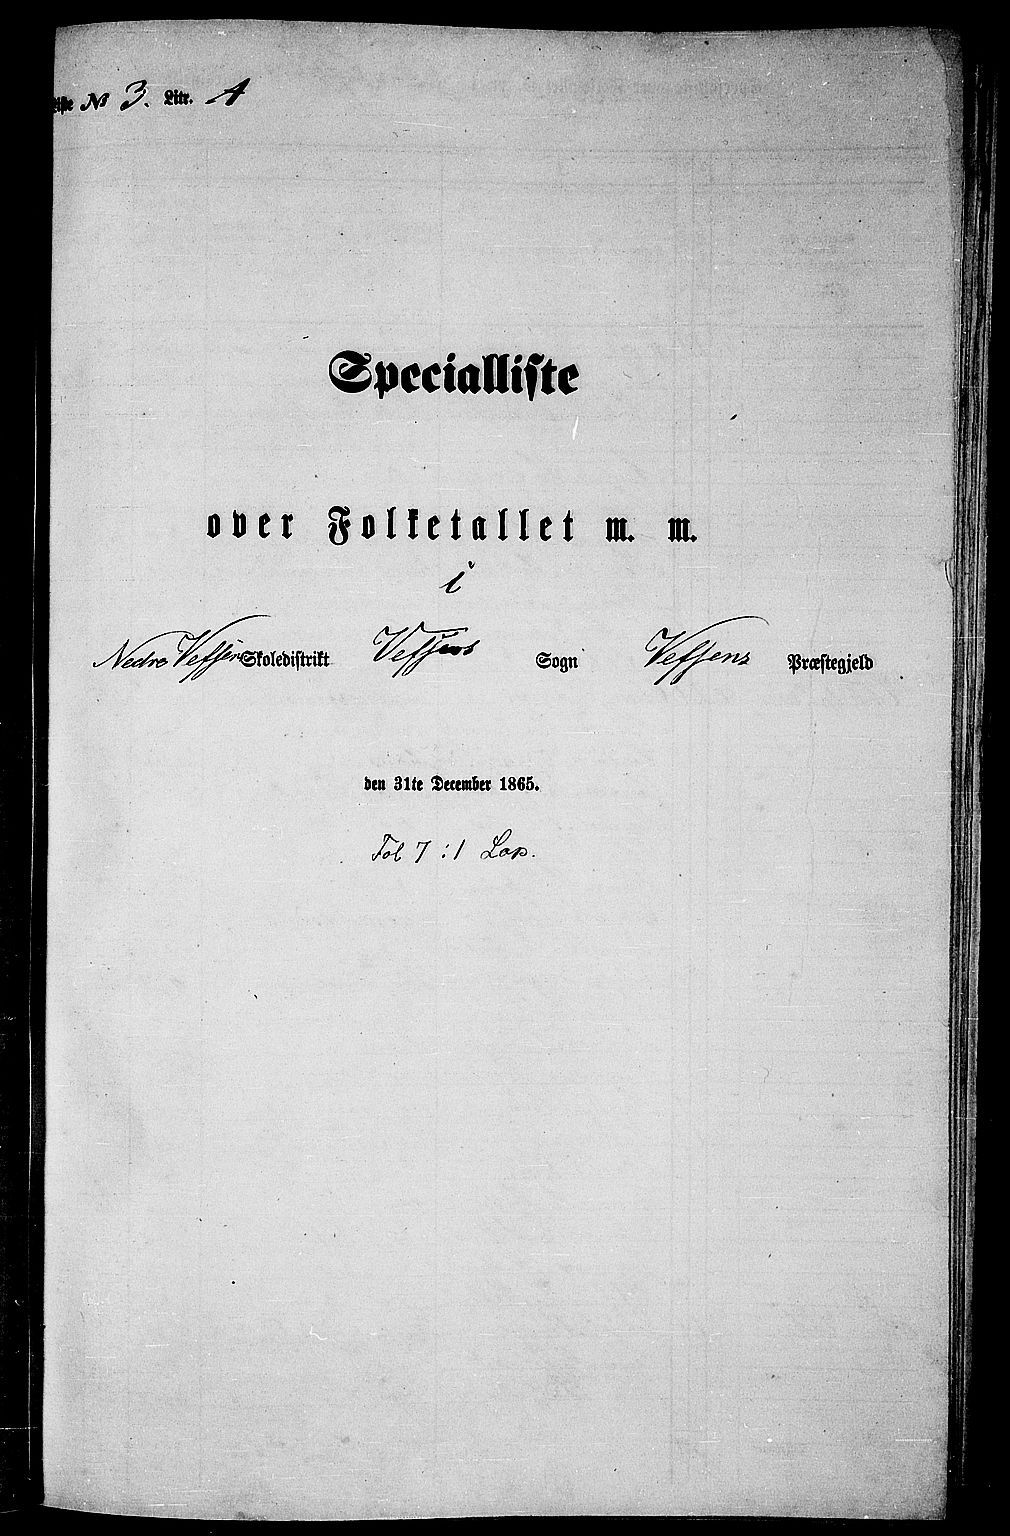 Liste № 3. Litr. A
Specialliste
over Folketallet m. m.
i
Nedre Vefsen Skoledistrikt Vefsens Sogn Vefsens Præstegjeld
den 31te December 1865.
Fol 7 : 1 Lap.